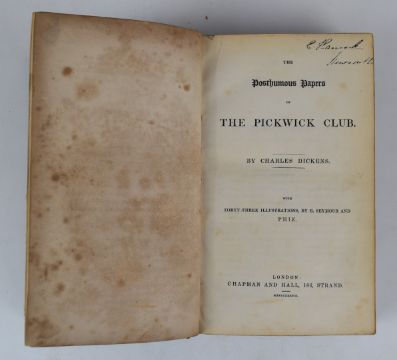 THE
Posthumous Papers
OF
THE PICKWICK CLUB.
BY CHARLES DICKENS.
WITH
FORTY-THREE ILLUSTRATIONS, BY R. SEYMOUR AND
PHIZ.
LONDON:
CHAPMAN AND HALL, 186, STRAND.